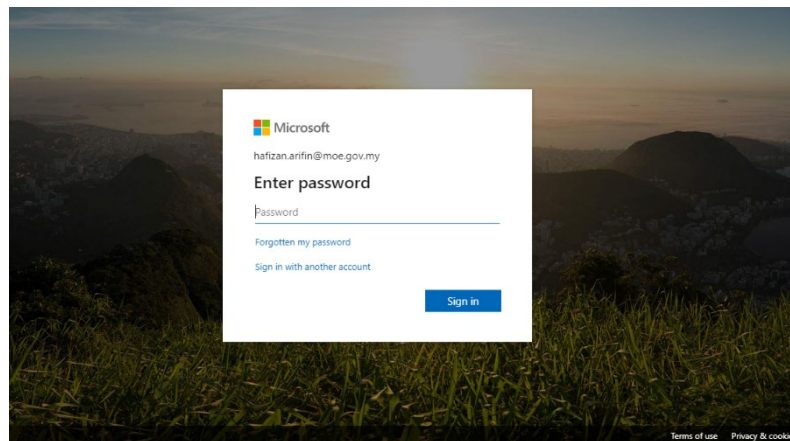 Microsoft
hafizan.arifin@moe.gov.my
Enter password
Password
Forgotten my password
Sign in with another account
Sign in
Terms of use Privacy & cooki